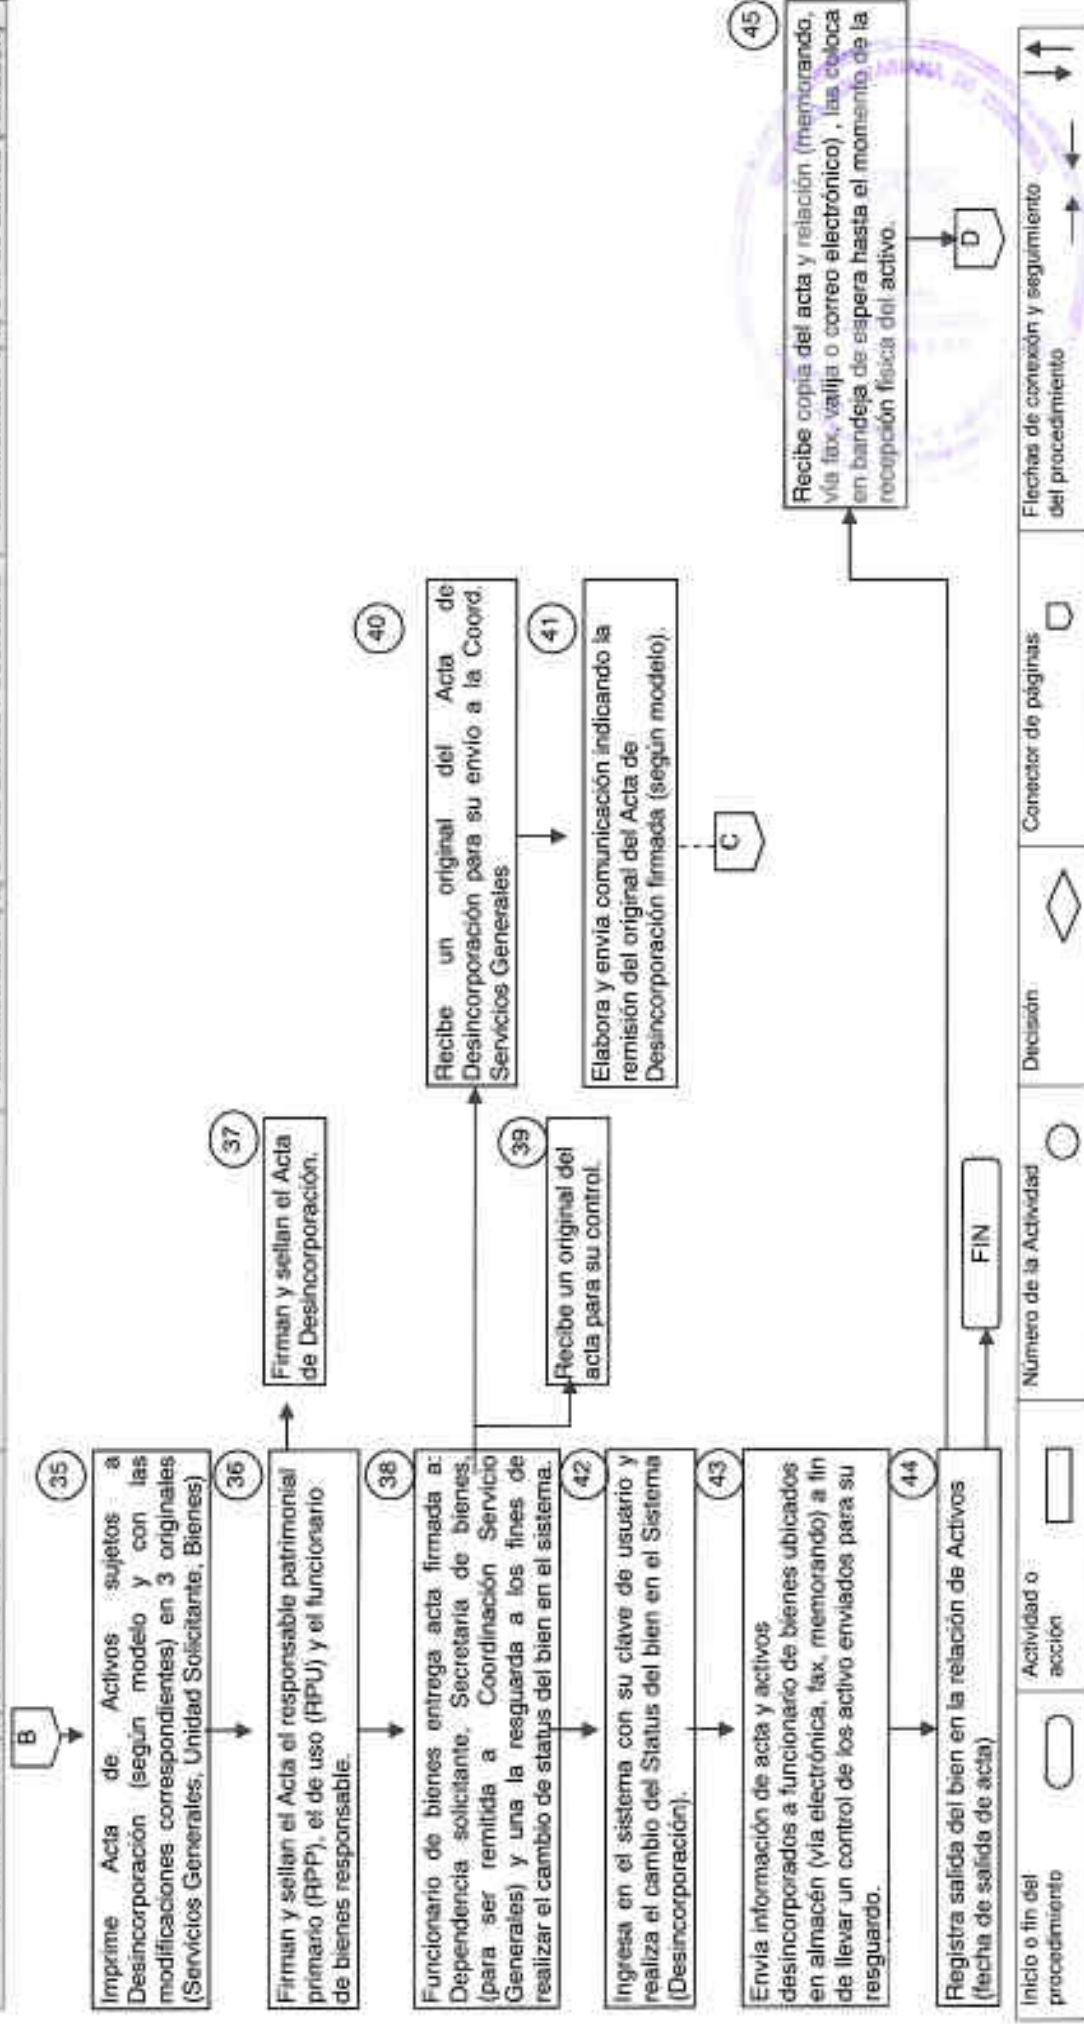 B
35
Imprime Acta de Activos sujetos a
Desincorporación (según modelo y con las
modificaciones correspondientes) en 3 originales
(Servicios Generales, Unidad Solicitante, Bienes)
36
Firman y sellan el Acta el responsable patrimonial
primario (RPP), el de uso (RPU) y el funcionario
de bienes responsable.
37
Firman y sellan el Acta
de Desincorporación.
38
Funcionario de bienes entrega acta firmada a:
Dependencia solicitante, Secretaria de bienes,
(para ser remitida a Coordinación Servicio
Generales) y una la resguarda a los fines de
realizar el cambio de status del bien en el sistema.
39
Recibe un original del
acta para su control.
40
Recibe un original del Acta de
Desincorporación para su envío a la Coord.
Servicios Generales
41
Elabora y envía comunicación indicando la
remisión del original del Acta de
Desincorporación firmada (según modelo).
C
42
Ingresa en el sistema con su clave de usuario y
realiza el cambio del Status del bien en el Sistema
(Desincorporación).
43
Envía información de acta y activos
desincorporados a funcionario de bienes ubicados
en almacén (vía electrónica, fax, memorando) a fin
de llevar un control de los activo enviados para su
resguardo.
44
Registra salida del bien en la relación de Activos
(fecha de salida de acta)
FIN
45
Recibe copia del acta y relación (memorando,
vía fax, valija o correo electrónico) , las coloca
en bandeja de espera hasta el momento de la
recepción física del activo.
D
Inicio o fin del
procedimiento
Actividad o
acción
Número de la Actividad
Decisión
Conector de páginas
Flechas de conexión y seguimiento
del procedimiento